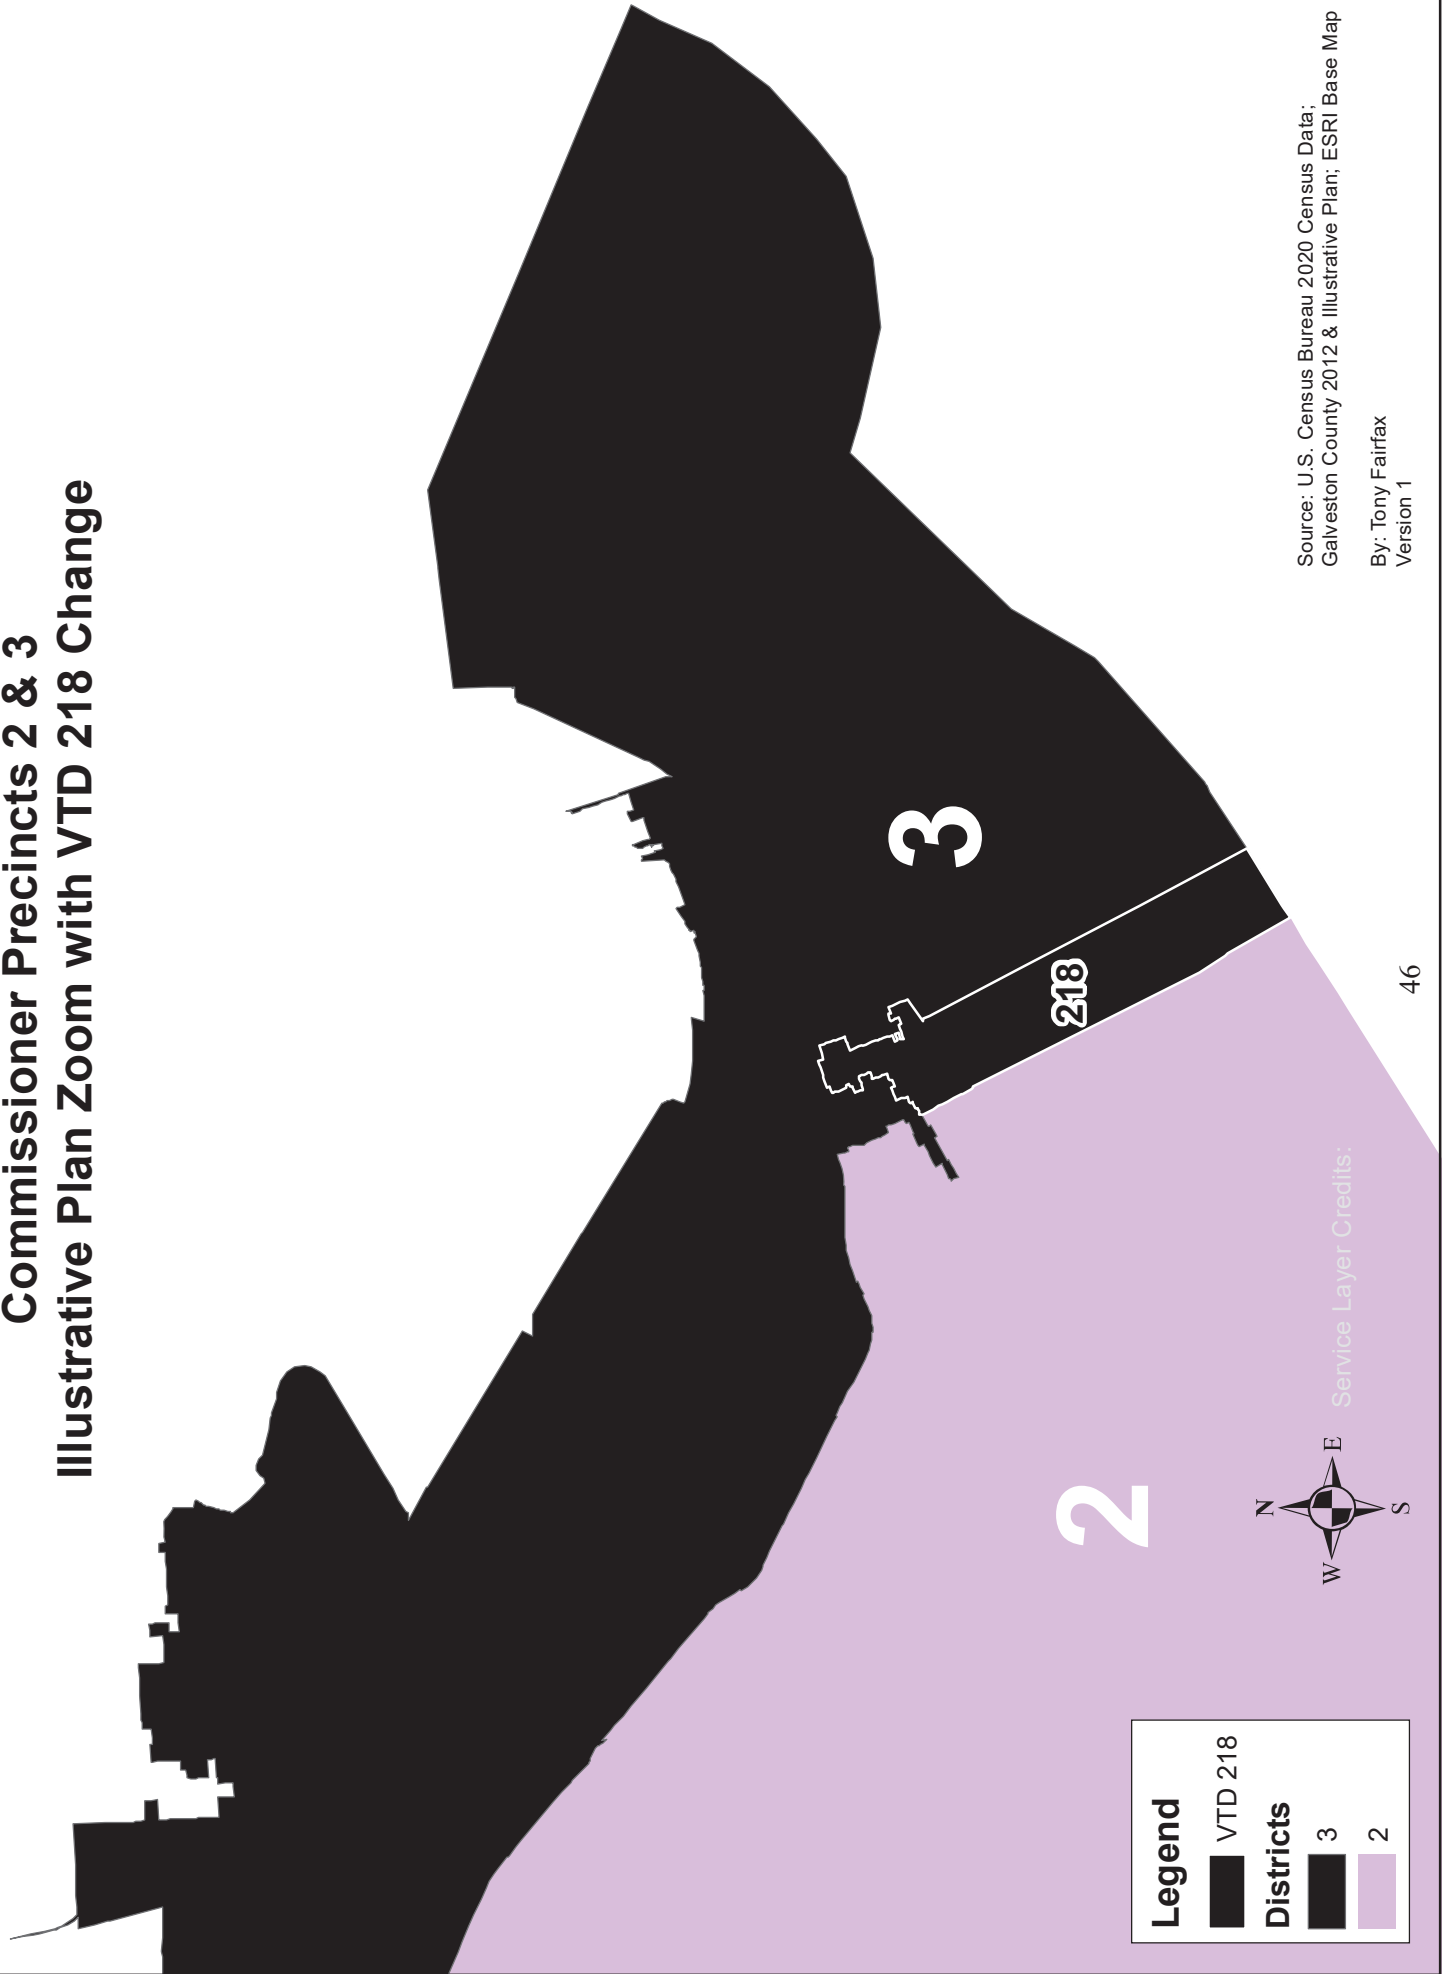 Commissioner Precincts 2 & 3
Illustrative Plan Zoom with VTD 218 Change
3
218
2
N
W
E
S
Service Layer Credits:
Legend
VTD 218
Districts
3
2
Source: U.S. Census Bureau 2020 Census Data;
Galveston County 2012 & Illustrative Plan; ESRI Base Map
By: Tony Fairfax
Version 1
46